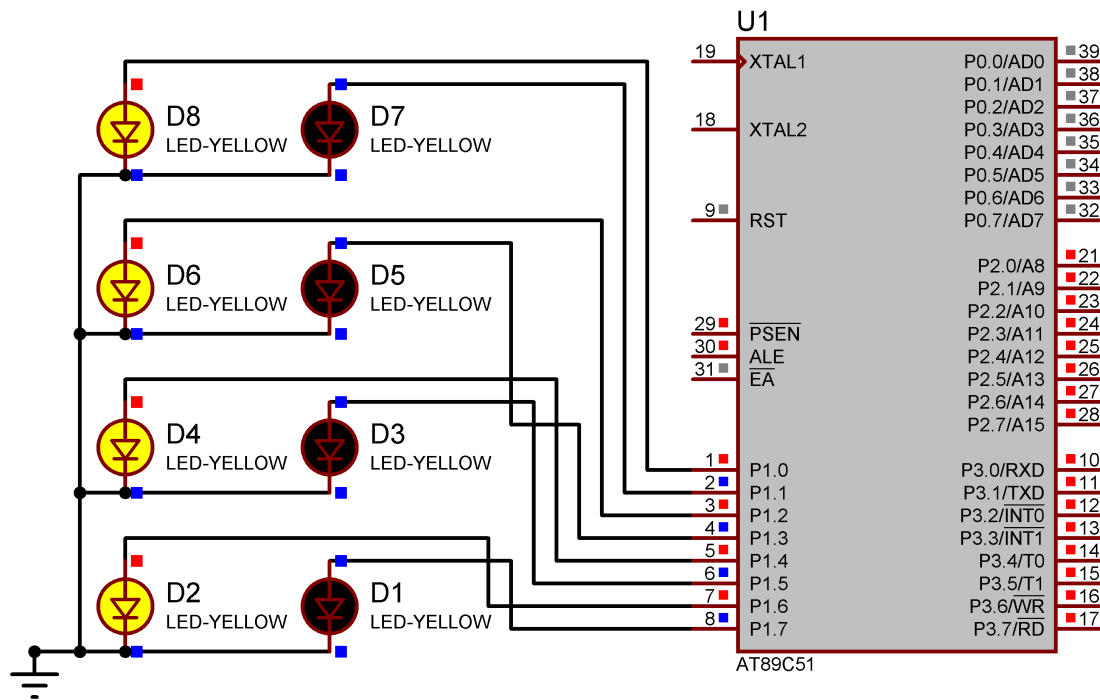 U1
19 XTAL1
18 XTAL2
9 RST
29 PSEN
30 ALE
31 EA
1 P1.0
2 P1.1
3 P1.2
4 P1.3
5 P1.4
6 P1.5
7 P1.6
8 P1.7
P0.0/AD0 39
P0.1/AD1 38
P0.2/AD2 37
P0.3/AD3 36
P0.4/AD4 35
P0.5/AD5 34
P0.6/AD6 33
P0.7/AD7 32
P2.0/A8 21
P2.1/A9 22
P2.2/A10 23
P2.3/A11 24
P2.4/A12 25
P2.5/A13 26
P2.6/A14 27
P2.7/A15 28
P3.0/RXD 10
P3.1/TXD 11
P3.2/INT0 12
P3.3/INT1 13
P3.4/T0 14
P3.5/T1 15
P3.6/WR 16
P3.7/RD 17
AT89C51
D8
LED-YELLOW
D7
LED-YELLOW
D6
LED-YELLOW
D5
LED-YELLOW
D4
LED-YELLOW
D3
LED-YELLOW
D2
LED-YELLOW
D1
LED-YELLOW